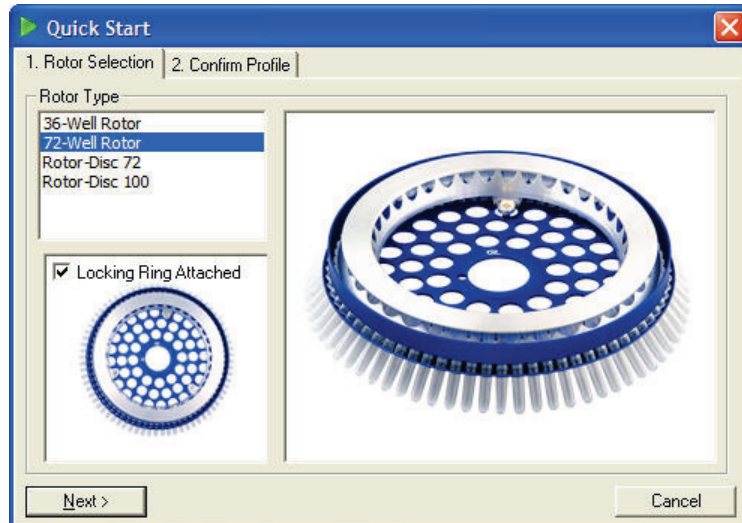 Quick Start
1. Rotor Selection
2. Confirm Profile
Rotor Type
36-Well Rotor
72-Well Rotor
Rotor-Disc 72
Rotor-Disc 100
Locking Ring Attached
Next >
Cancel